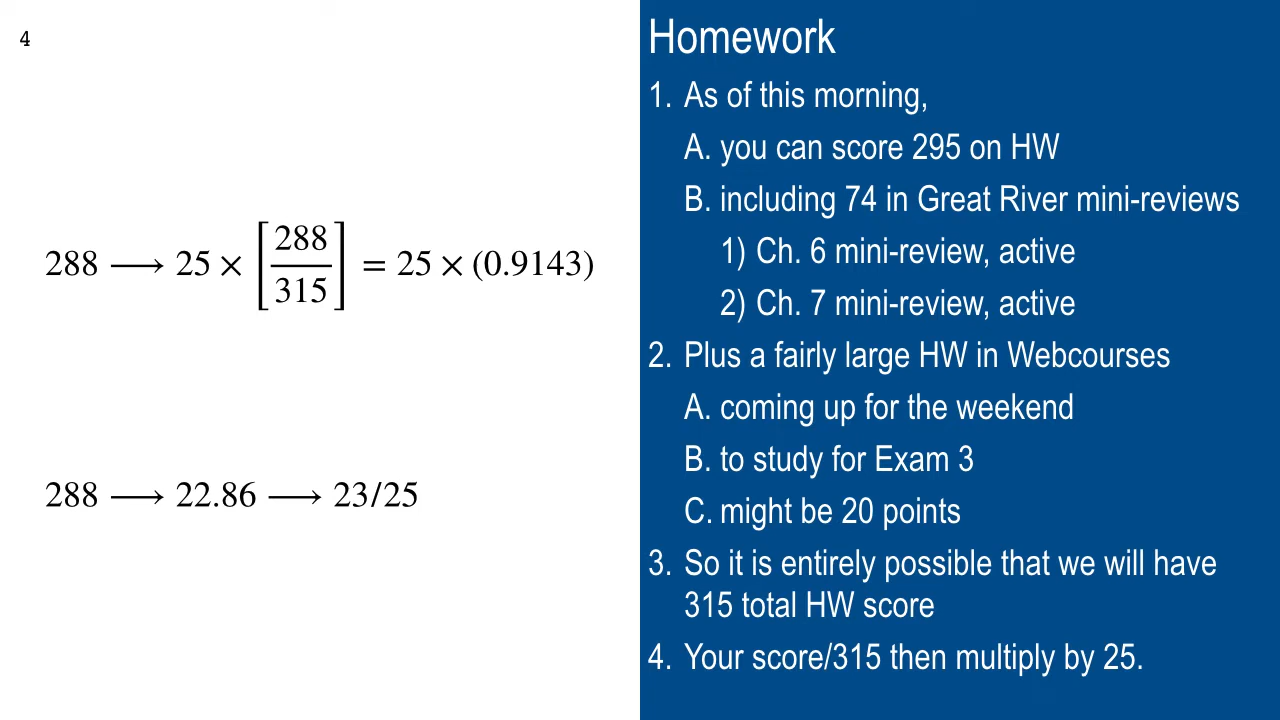 4
288 ⟶ 25 × [288/315] = 25 × (0.9143)
288 ⟶ 22.86 ⟶ 23/25
Homework
1. As of this morning,
A. you can score 295 on HW
B. including 74 in Great River mini-reviews
1) Ch. 6 mini-review, active
2) Ch. 7 mini-review, active
2. Plus a fairly large HW in Webcourses
A. coming up for the weekend
B. to study for Exam 3
C. might be 20 points
3. So it is entirely possible that we will have
315 total HW score
4. Your score/315 then multiply by 25.